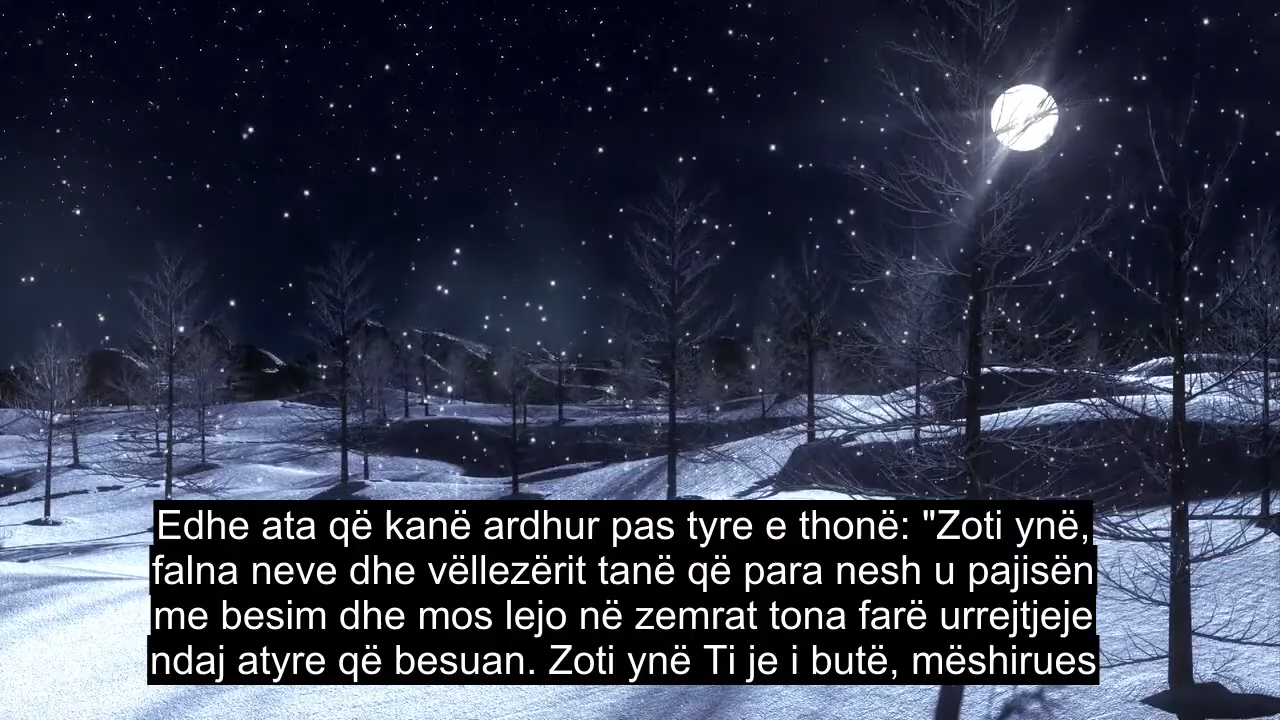 Edhe ata që kanë ardhur pas tyre e thonë: "Zoti ynë,
falna neve dhe vëllezërit tanë që para nesh u pajisën
me besim dhe mos lejo në zemrat tona farë urrejtjeje
ndaj atyre që besuan. Zoti ynë Ti je i butë, mëshirues